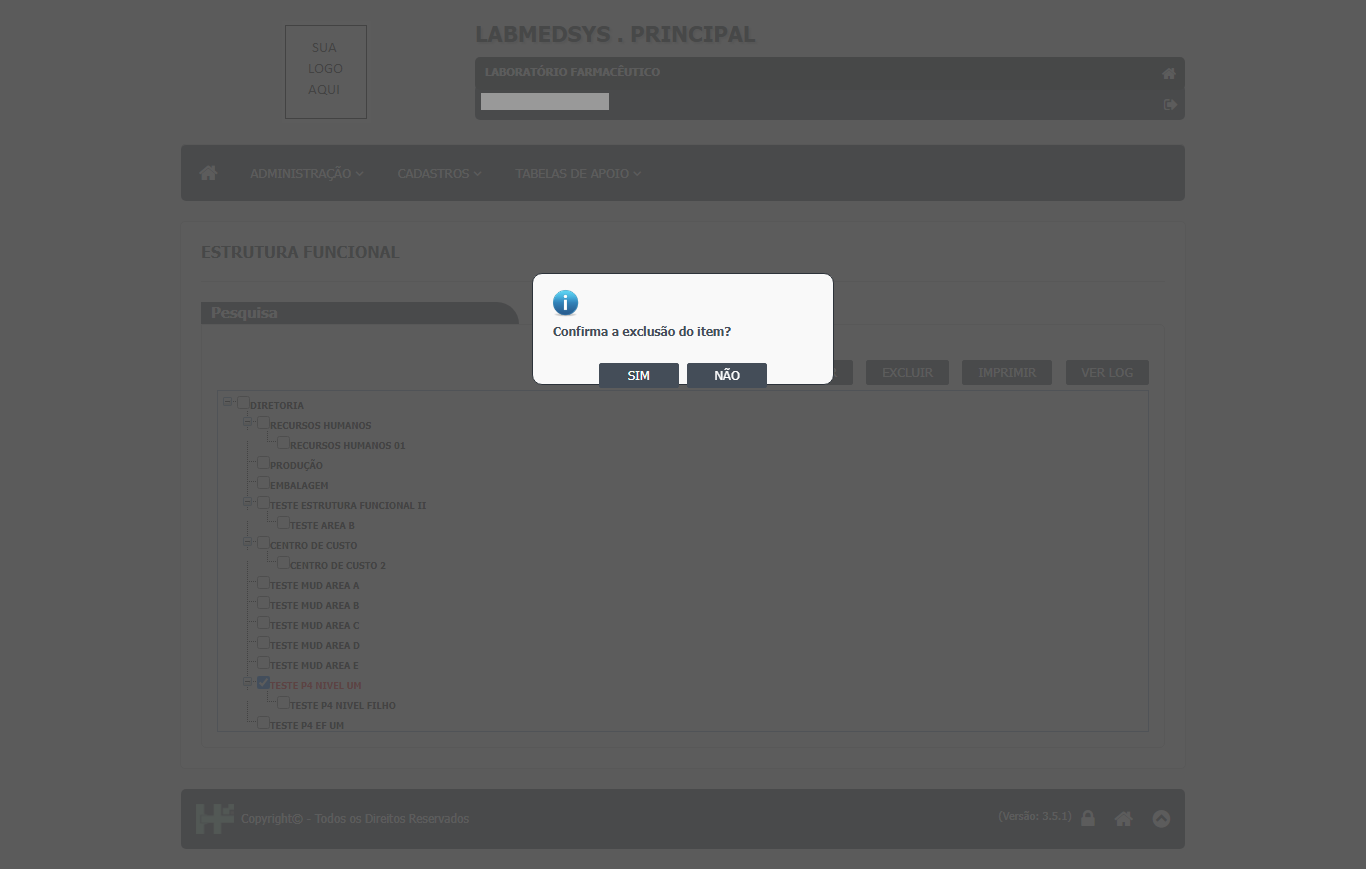 SUA
LOGO
AQUI
LABMEDSYS . PRINCIPAL
LABORATÓRIO FARMACÊUTICO
ADMINISTRAÇÃO
CADASTROS
TABELAS DE APOIO
ESTRUTURA FUNCIONAL
Pesquisa
Confirma a exclusão do item?
SIM
NÃO
EXCLUIR
IMPRIMIR
VER LOG
DIRETORIA
RECURSOS HUMANOS
RECURSOS HUMANOS 01
PRODUÇÃO
EMBALAGEM
TESTE ESTRUTURA FUNCIONAL II
TESTE AREA B
CENTRO DE CUSTO
CENTRO DE CUSTO 2
TESTE MUD AREA A
TESTE MUD AREA B
TESTE MUD AREA C
TESTE MUD AREA D
TESTE MUD AREA E
TESTE P4 NIVEL UM
TESTE P4 NIVEL FILHO
TESTE P4 EF UM
Copyright© - Todos os Direitos Reservados
(Versão: 3.5.1)